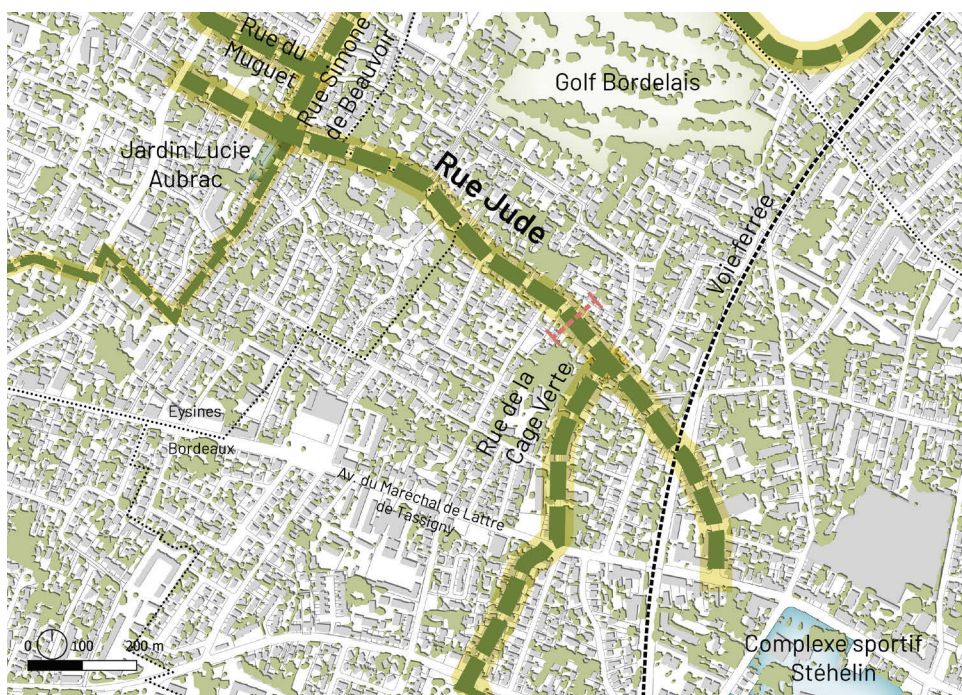 Rue du
Muguet
Rue Simone
de Beauvoir
Golf Bordelais
Jardin Lucie
Aubrac
Rue Jude
Voie ferrée
Rue de la
Cage Verte
Eysines
Bordeaux
Av. du Maréchal de Lattre
de Tassigny
0
100
200 m
Complexe sportif
Stéhelin